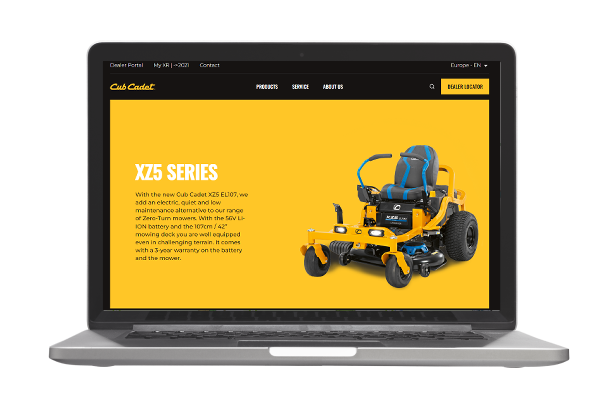 Dealer Portal My XR | ->2021 Contact Europe - EN
Cub Cadet PRODUCTS SERVICE ABOUT US DEALER LOCATOR
XZ5 SERIES
With the new Cub Cadet XZ5 EL107, we
add an electric, quiet and low
maintenance alternative to our range
of Zero-Turn mowers. With the 56V Li-
ION battery and the 107cm / 42"
mowing deck you are well equipped
even in challenging terrain. It comes
with a 3-year warranty on the battery
and the mower.
XZ5